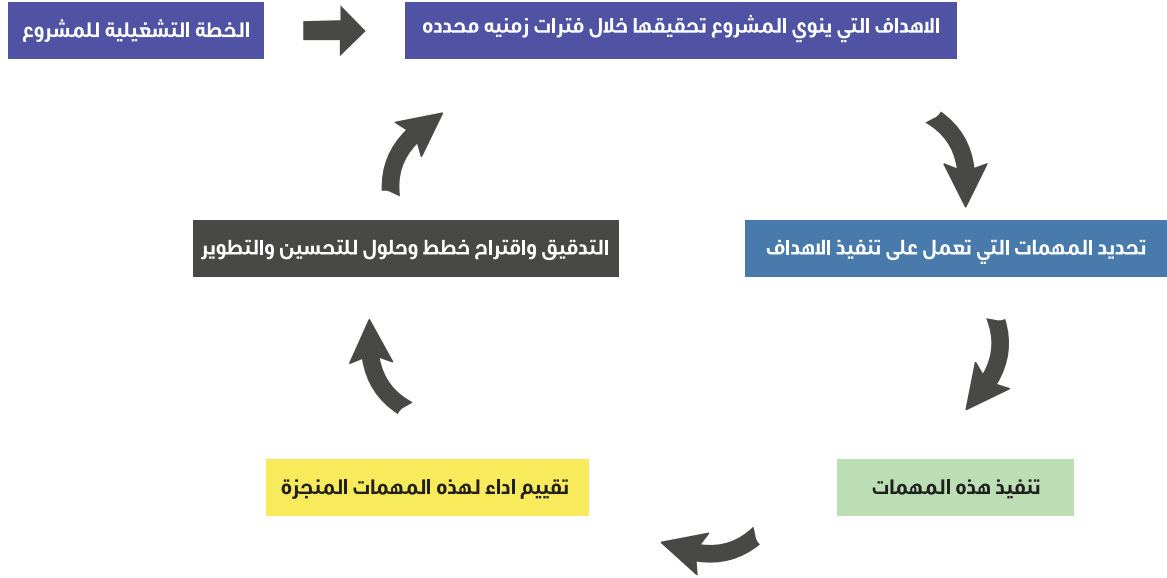 الخطة التشغيلية للمشروع
الاهداف التي ينوي المشروع تحقيقها خلال فترات زمنيه محدده
تحديد المهمات التي تعمل على تنفيذ الاهداف
تنفيذ هذه المهمات
تقييم اداء لهذه المهمات المنجزة
التدقيق واقتراح خطط وحلول للتحسين والتطوير